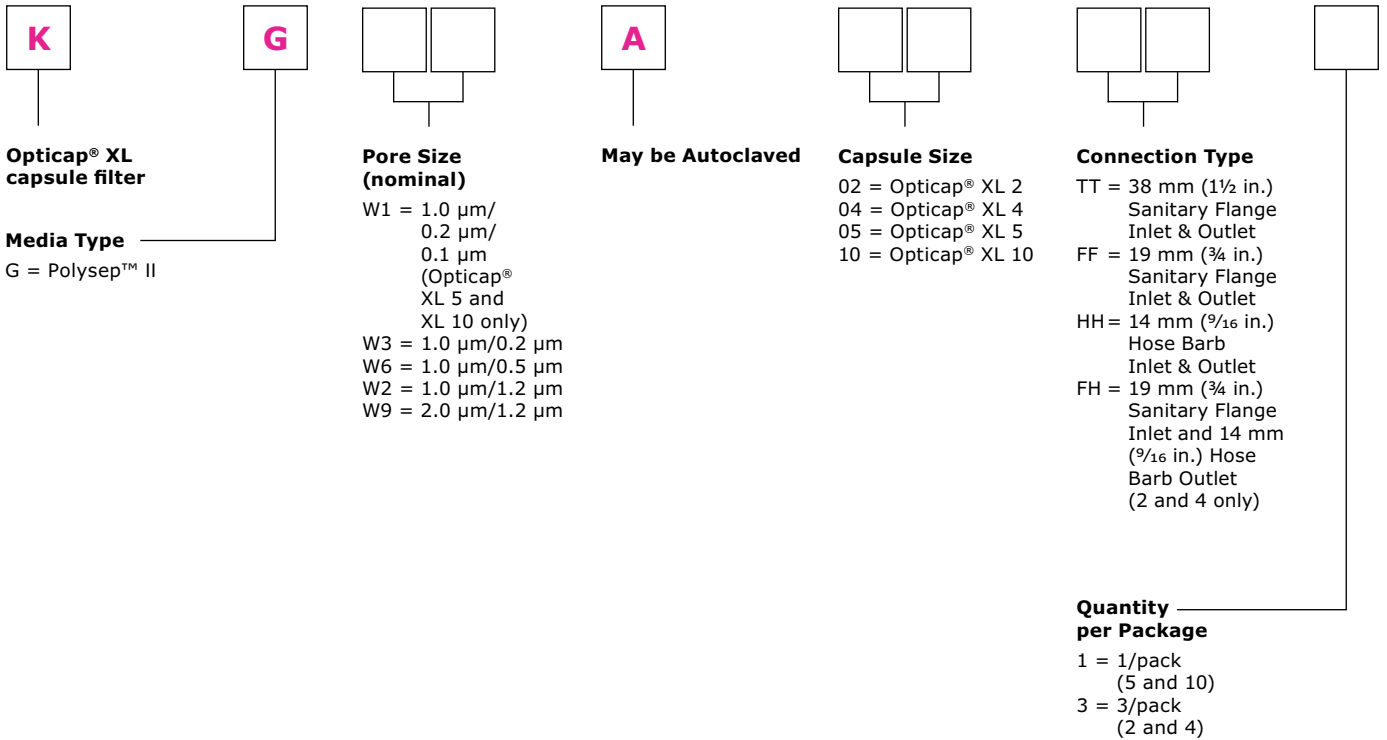 K
G
A
Opticap® XL
capsule filter
Media Type
G = Polysep™ II
Pore Size
(nominal)
W1 = 1.0 µm/
0.2 µm/
0.1 µm
(Opticap®
XL 5 and
XL 10 only)
W3 = 1.0 µm/0.2 µm
W6 = 1.0 µm/0.5 µm
W2 = 1.0 µm/1.2 µm
W9 = 2.0 µm/1.2 µm
May be Autoclaved
Capsule Size
02 = Opticap® XL 2
04 = Opticap® XL 4
05 = Opticap® XL 5
10 = Opticap® XL 10
Connection Type
TT = 38 mm (1½ in.)
Sanitary Flange
Inlet & Outlet
FF = 19 mm (¾ in.)
Sanitary Flange
Inlet & Outlet
HH = 14 mm (9/16 in.)
Hose Barb
Inlet & Outlet
FH = 19 mm (¾ in.)
Sanitary Flange
Inlet and 14 mm
(9/16 in.) Hose
Barb Outlet
(2 and 4 only)
Quantity
per Package
1 = 1/pack
(5 and 10)
3 = 3/pack
(2 and 4)